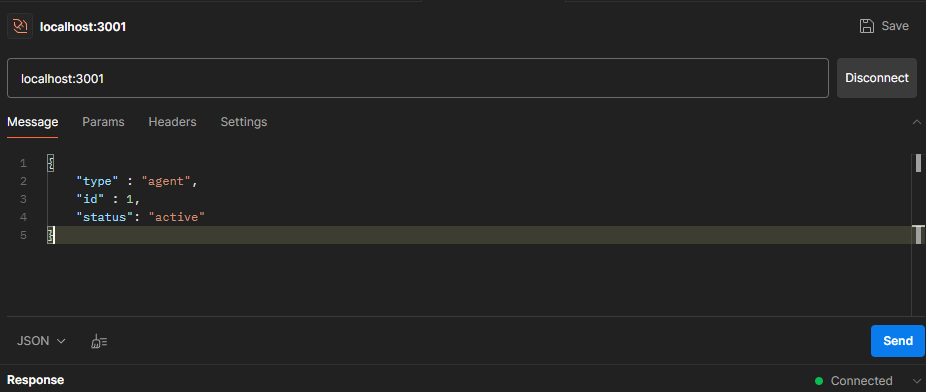 localhost:3001
Save
localhost:3001
Disconnect
Message Params Headers Settings
1 {
2 "type" : "agent",
3 "id" : 1,
4 "status": "active"
5 }
JSON
Send
Response
Connected